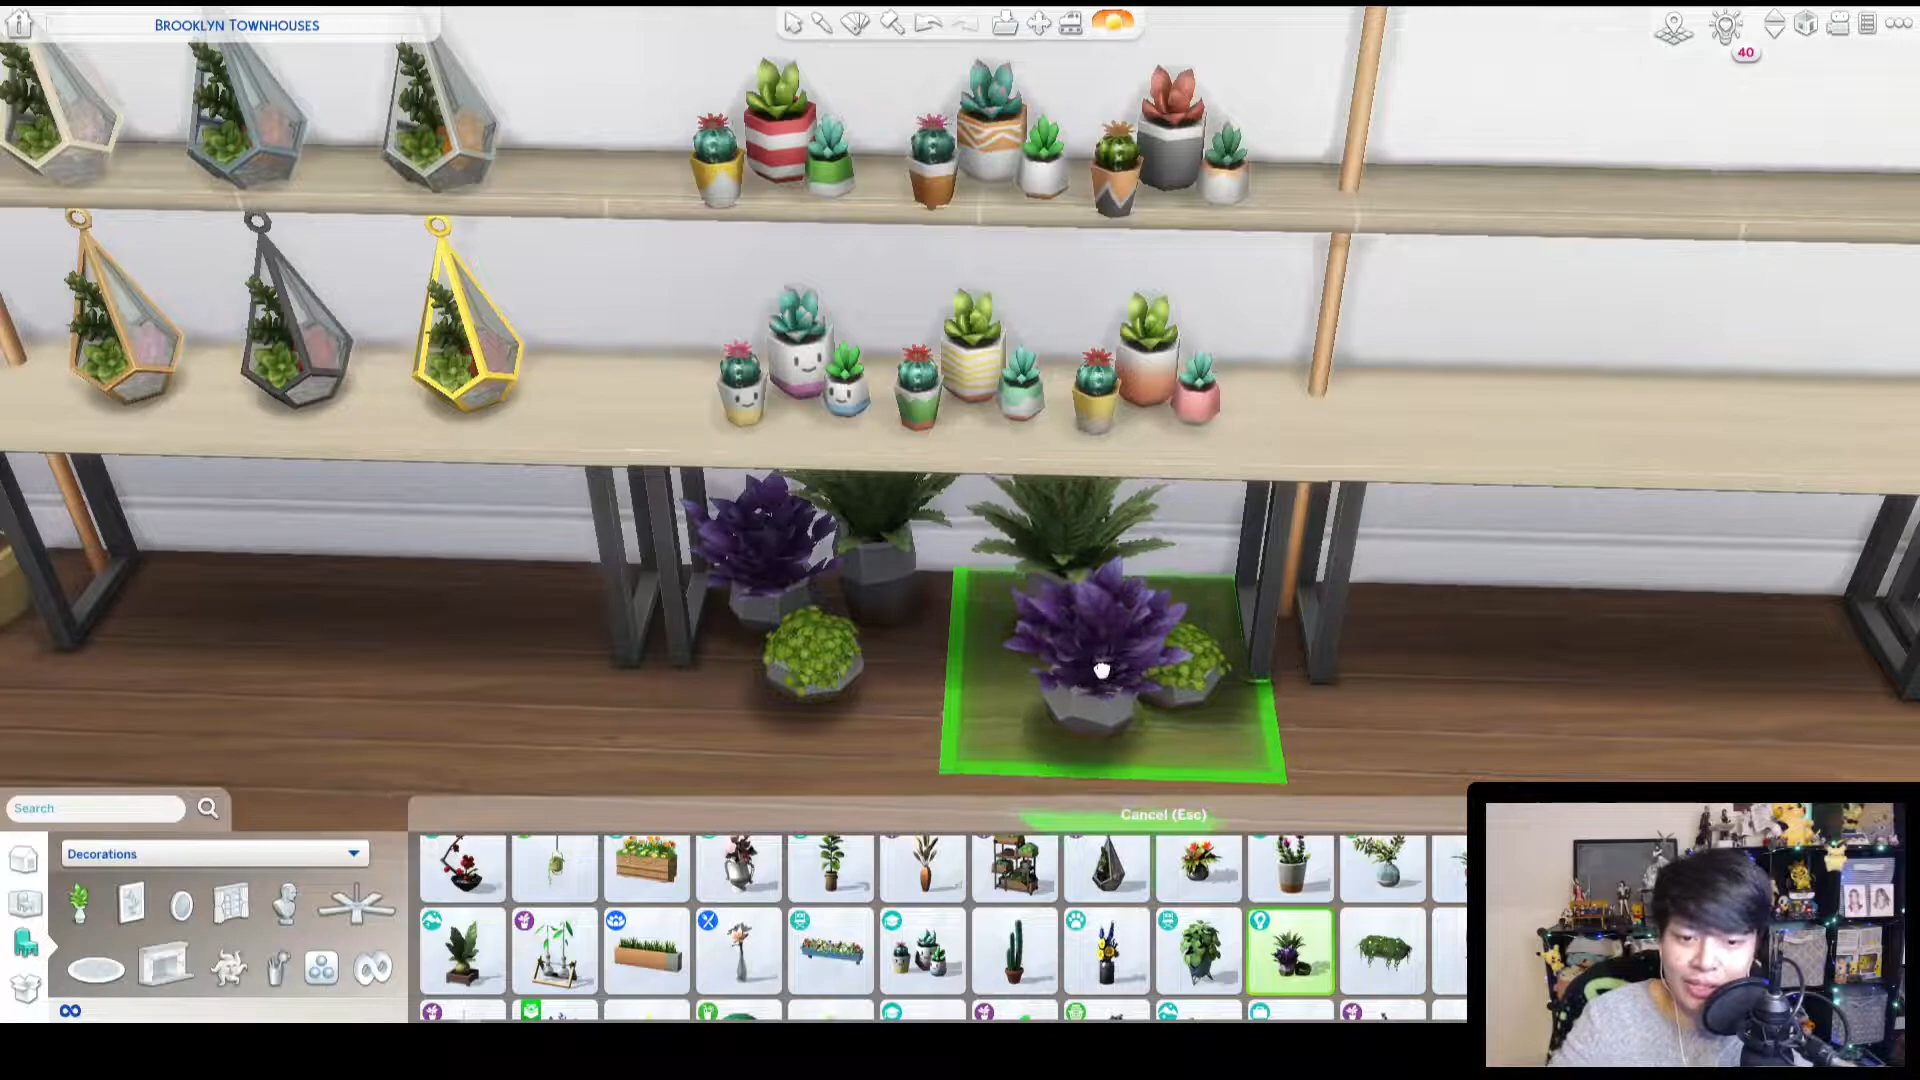 BROOKLYN TOWNHOUSES
40
Search
Cancel (Esc)
Decorations